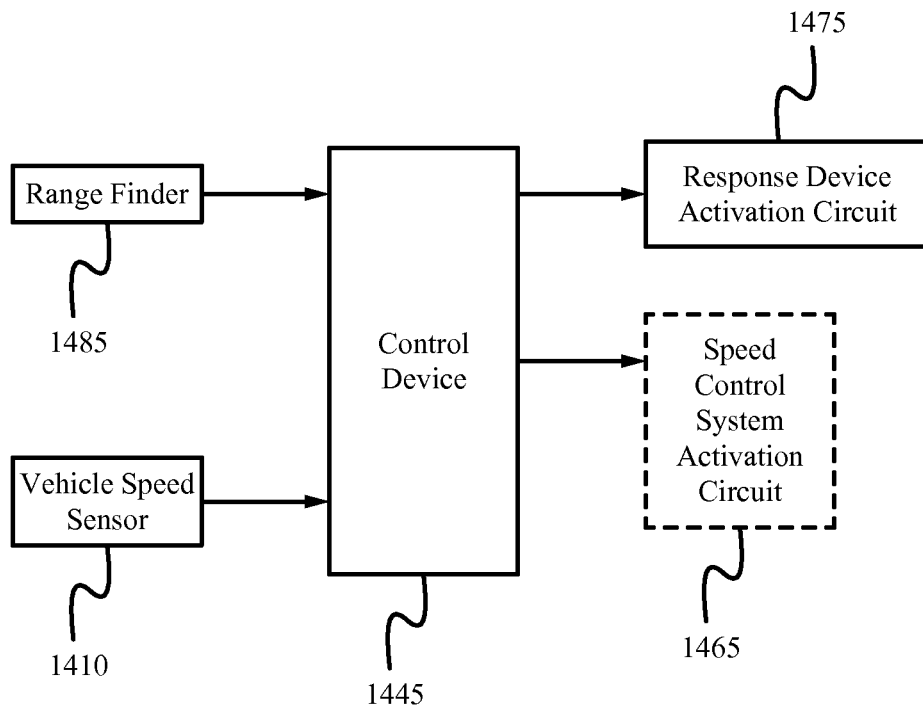 1475
Range Finder
Response Device
Activation Circuit
1485
Control
Device
Speed
Control
System
Activation
Circuit
Vehicle Speed
Sensor
1410
1445
1465